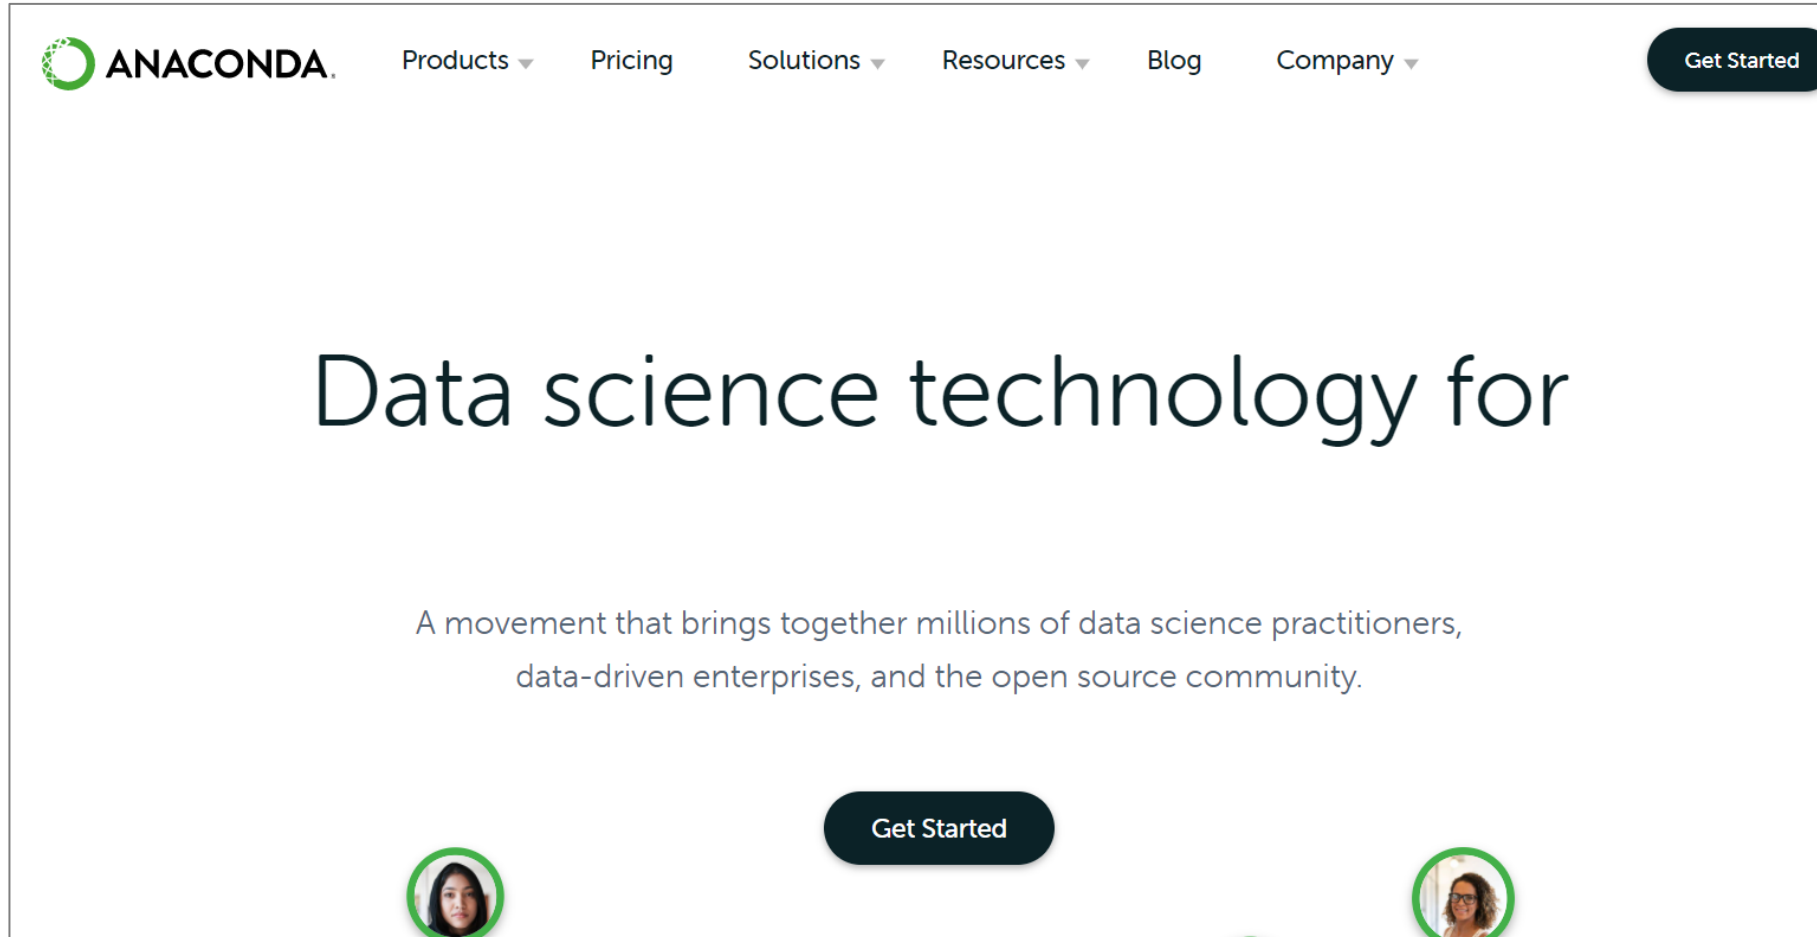 ANACONDA.
Products
Pricing
Solutions
Resources
Blog
Company
Get Started
Data science technology for
A movement that brings together millions of data science practitioners,
data-driven enterprises, and the open source community.
Get Started